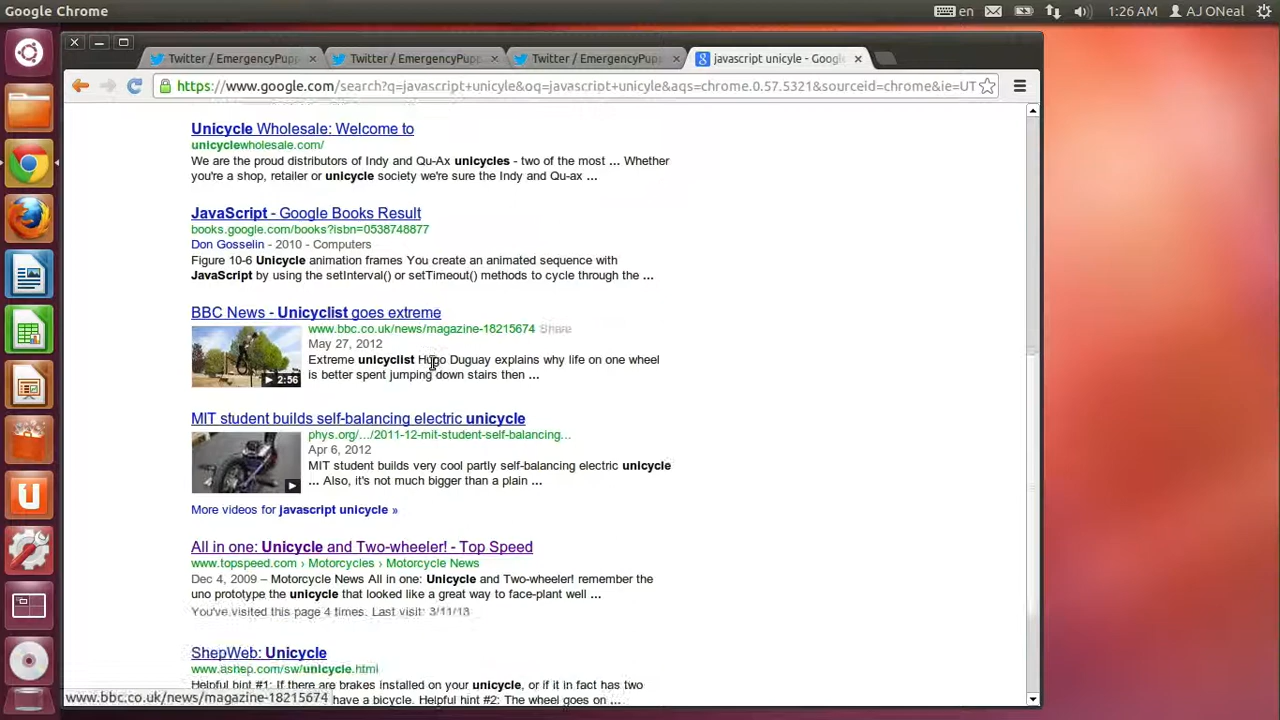 Google Chrome
en
1:26 AM
AJ ONeal
Twitter / EmergencyPupp
Twitter / EmergencyPupp
Twitter / EmergencyPupp
javascript unicyle - Google
https://www.google.com/search?q=javascript+unicyle&oq=javascript+unicyle&aqs=chrome.0.57.5321&sourceid=chrome&ie=UT
Unicycle Wholesale: Welcome to
unicyclewholesale.com/
We are the proud distributors of Indy and Qu-Ax unicycles - two of the most ... Whether
you're a shop, retailer or unicycle society we're sure the Indy and Qu-ax ...
JavaScript - Google Books Result
books.google.com/books?isbn=0538748877
Don Gosselin - 2010 - Computers
Figure 10-6 Unicycle animation frames You create an animated sequence with
JavaScript by using the setInterval() or setTimeout() methods to cycle through the ...
BBC News - Unicyclist goes extreme
www.bbc.co.uk/news/magazine-18215674 Share
May 27, 2012
Extreme unicyclist Hugo Duguay explains why life on one wheel
is better spent jumping down stairs then ...
2:56
MIT student builds self-balancing electric unicycle
phys.org/.../2011-12-mit-student-self-balancing...
Apr 6, 2012
MIT student builds very cool partly self-balancing electric unicycle
... Also, it's not much bigger than a plain ...
More videos for javascript unicycle »
All in one: Unicycle and Two-wheeler! - Top Speed
www.topspeed.com › Motorcycles › Motorcycle News
Dec 4, 2009 – Motorcycle News All in one: Unicycle and Two-wheeler! remember the
uno prototype the unicycle that looked like a great way to face-plant well ...
You've visited this page 4 times. Last visit: 3/11/13
ShepWeb: Unicycle
www.ashep.com/sw/unicycle.html
Helpful hint #1: If there are brakes installed on your unicycle, or if it in fact has two
have a bicycle. Helpful hint #2: The wheel goes on ...
www.bbc.co.uk/news/magazine-18215674